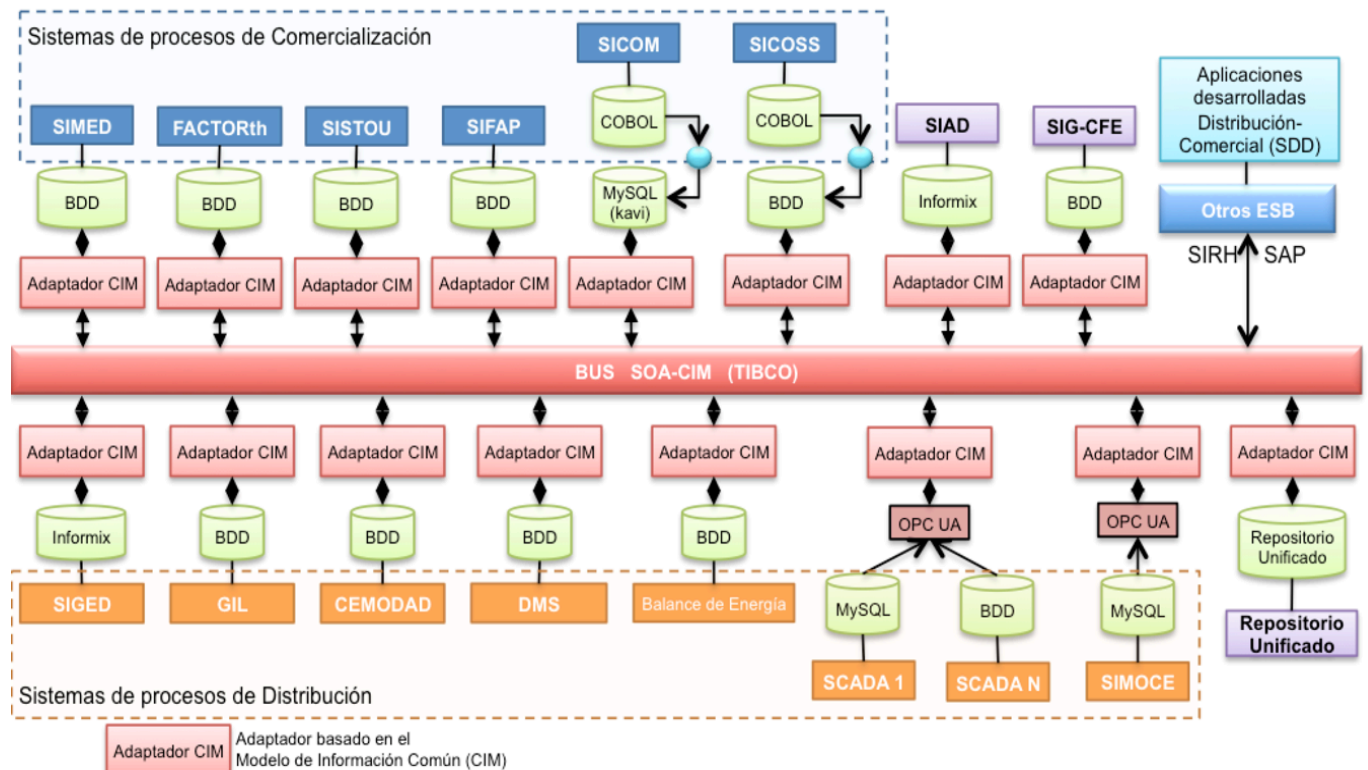 Sistemas de procesos de Comercialización
SICOM
SICOSS
COBOL
COBOL
SIMED
FACTORth
SISTOU
SIFAP
SIAD
SIG-CFE
Aplicaciones
desarrolladas
Distribución-
Comercial (SDD)
BDD
BDD
BDD
BDD
MySQL
(kavi)
BDD
Informix
BDD
Otros ESB
SIRH
SAP
Adaptador CIM
Adaptador CIM
Adaptador CIM
Adaptador CIM
Adaptador CIM
Adaptador CIM
Adaptador CIM
Adaptador CIM
BUS SOA-CIM (TIBCO)
Adaptador CIM
Adaptador CIM
Adaptador CIM
Adaptador CIM
Adaptador CIM
Adaptador CIM
Adaptador CIM
Adaptador CIM
Informix
BDD
BDD
BDD
BDD
OPC UA
OPC UA
Repositorio
Unificado
SIGED
GIL
CEMODAD
DMS
Balance de Energía
MySQL
BDD
MySQL
Repositorio
Unificado
SCADA 1
SCADA N
SIMOCE
Sistemas de procesos de Distribución
Adaptador CIM
Adaptador basado en el
Modelo de Información Común (CIM)